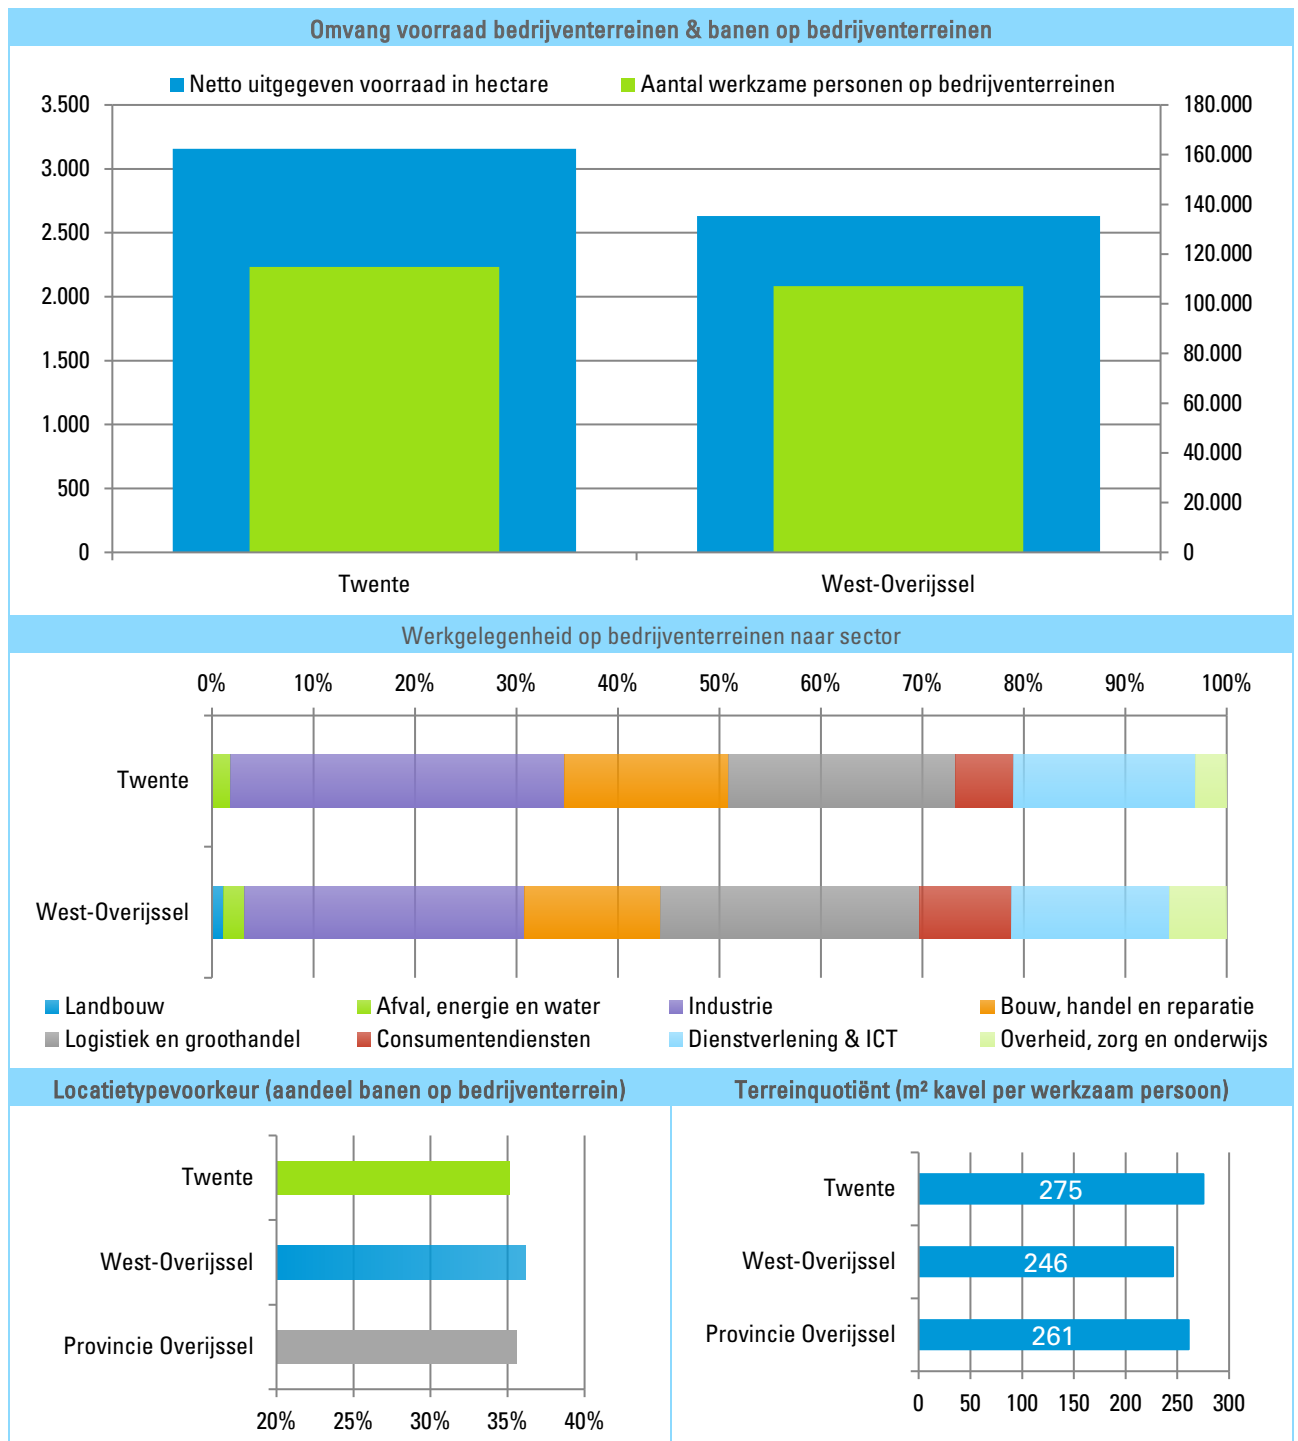 Omvang voorraad bedrijventerreinen & banen op bedrijventerreinen
Netto uitgegeven voorraad in hectare
Aantal werkzame personen op bedrijventerreinen
3.500
3.000
2.500
2.000
1.500
1.000
500
0
180.000
160.000
140.000
120.000
100.000
80.000
60.000
40.000
20.000
0
Twente
West-Overijssel
Werkgelegenheid op bedrijventerreinen naar sector
0% 10% 20% 30% 40% 50% 60% 70% 80% 90% 100%
Twente
West-Overijssel
Landbouw
Afval, energie en water
Industrie
Bouw, handel en reparatie
Logistiek en groothandel
Consumentendiensten
Dienstverlening & ICT
Overheid, zorg en onderwijs
Locatietypevoorkeur (aandeel banen op bedrijventerrein)
Twente
West-Overijssel
Provincie Overijssel
20% 25% 30% 35% 40%
Terreinquotiënt (m² kavel per werkzaam persoon)
Twente
275
West-Overijssel
246
Provincie Overijssel
261
0 50 100 150 200 250 300